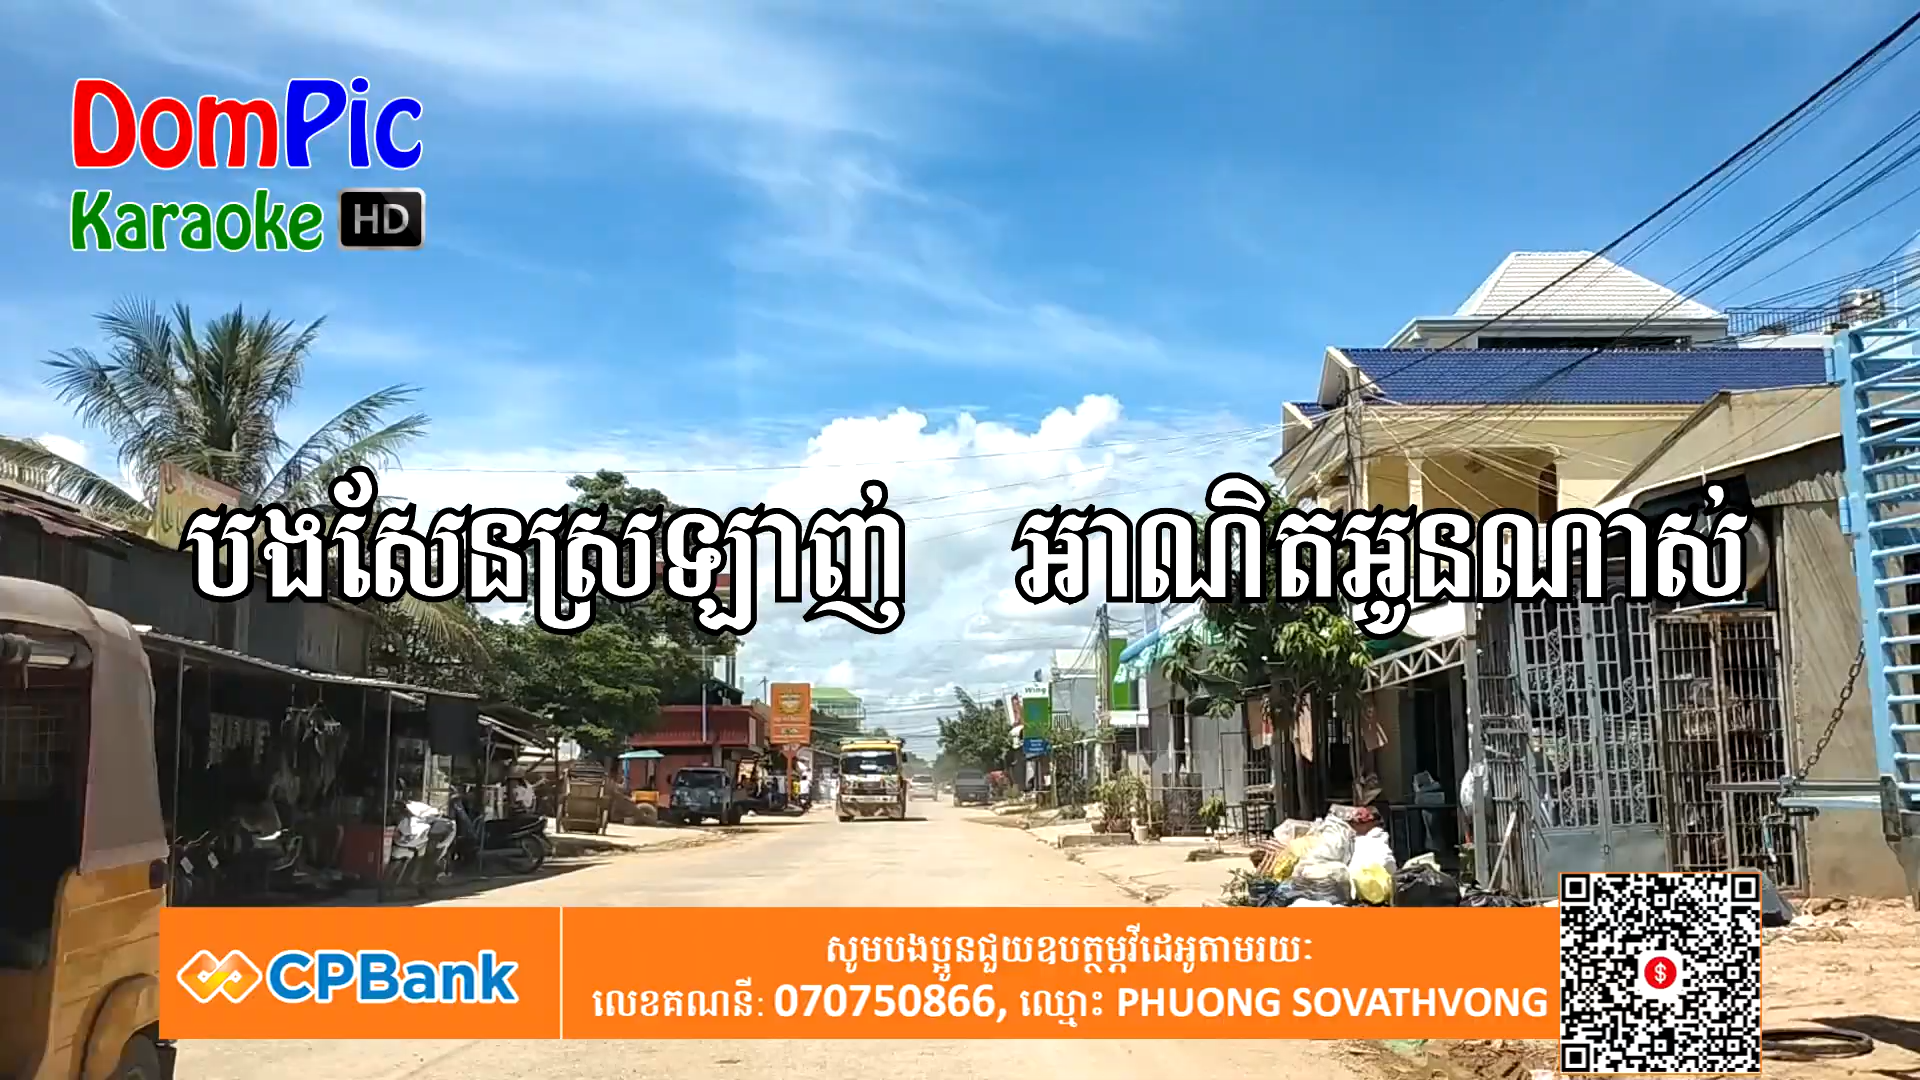 DomPic
Karaoke HD
បងសែនស្រឡាញ់ អាណិតអូនណាស់
Wing
CPBank
សូមបងប្អូនជួយឧបត្ថម្ភវីដេអូតាមរយៈ
លេខគណនី: 070750866, ឈ្មោះ PHUONG SOVATHVONG